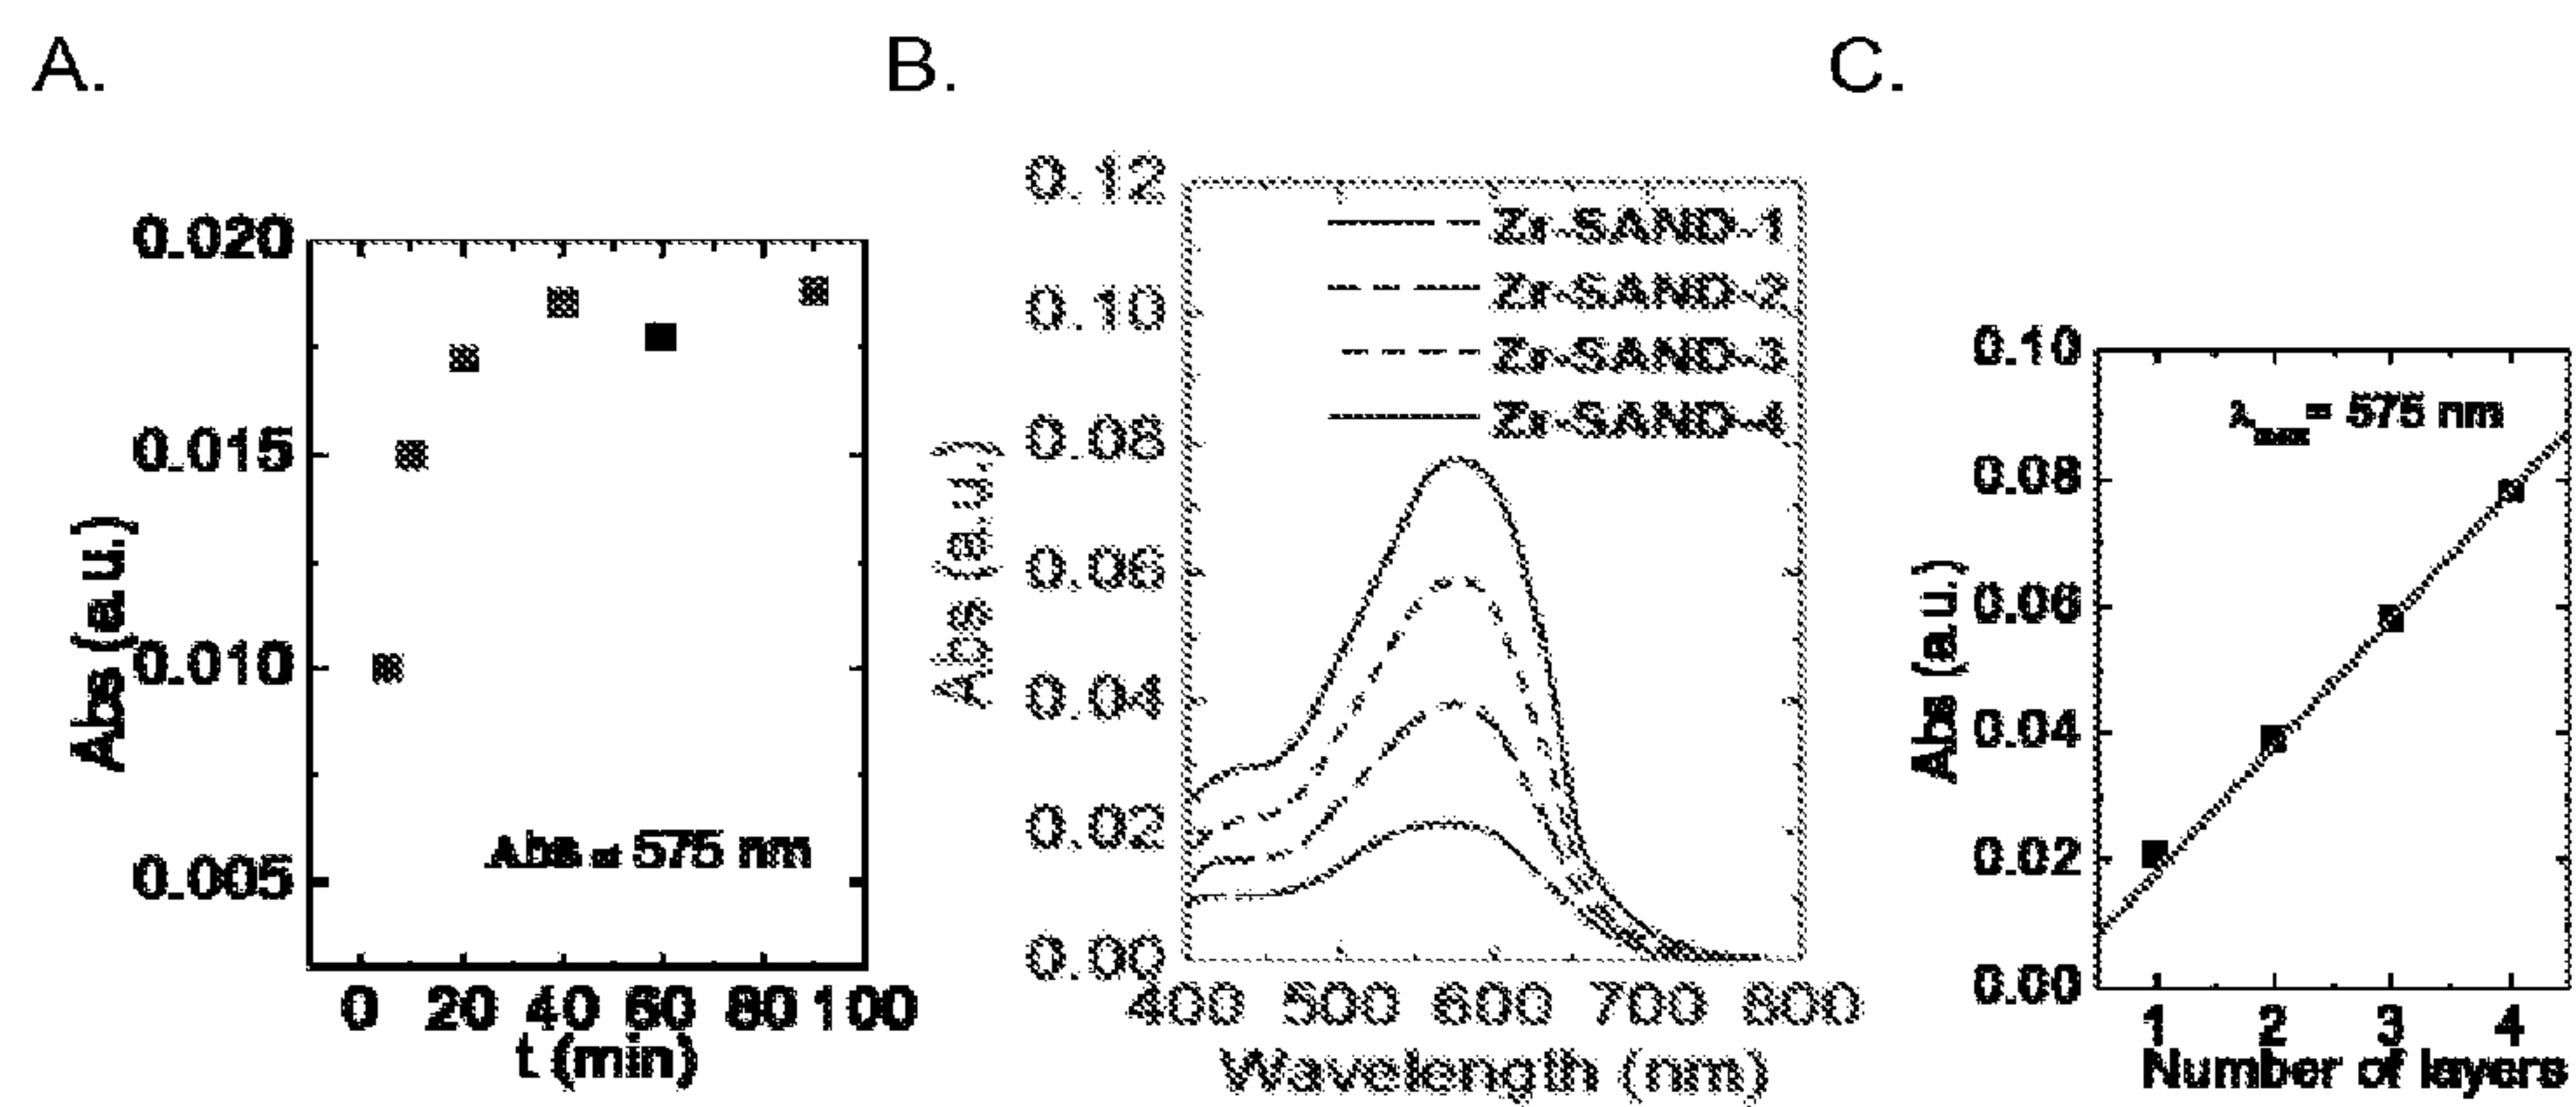 A.
0.020
0.015
0.010
0.005
Abs (a.u.)
Abs = 575 nm
0 20 40 60 80 100
t (min)
B.
0.12
0.10
0.08
0.06
0.04
0.02
0.00
Abs (a.u.)
Zr-SAND-1
Zr-SAND-2
Zr-SAND-3
Zr-SAND-4
400 500 600 700 800
Wavelength (nm)
C.
0.10
0.08
0.06
0.04
0.02
0.00
Abs (a.u.)
λ = 575 nm
1 2 3 4
Number of layers